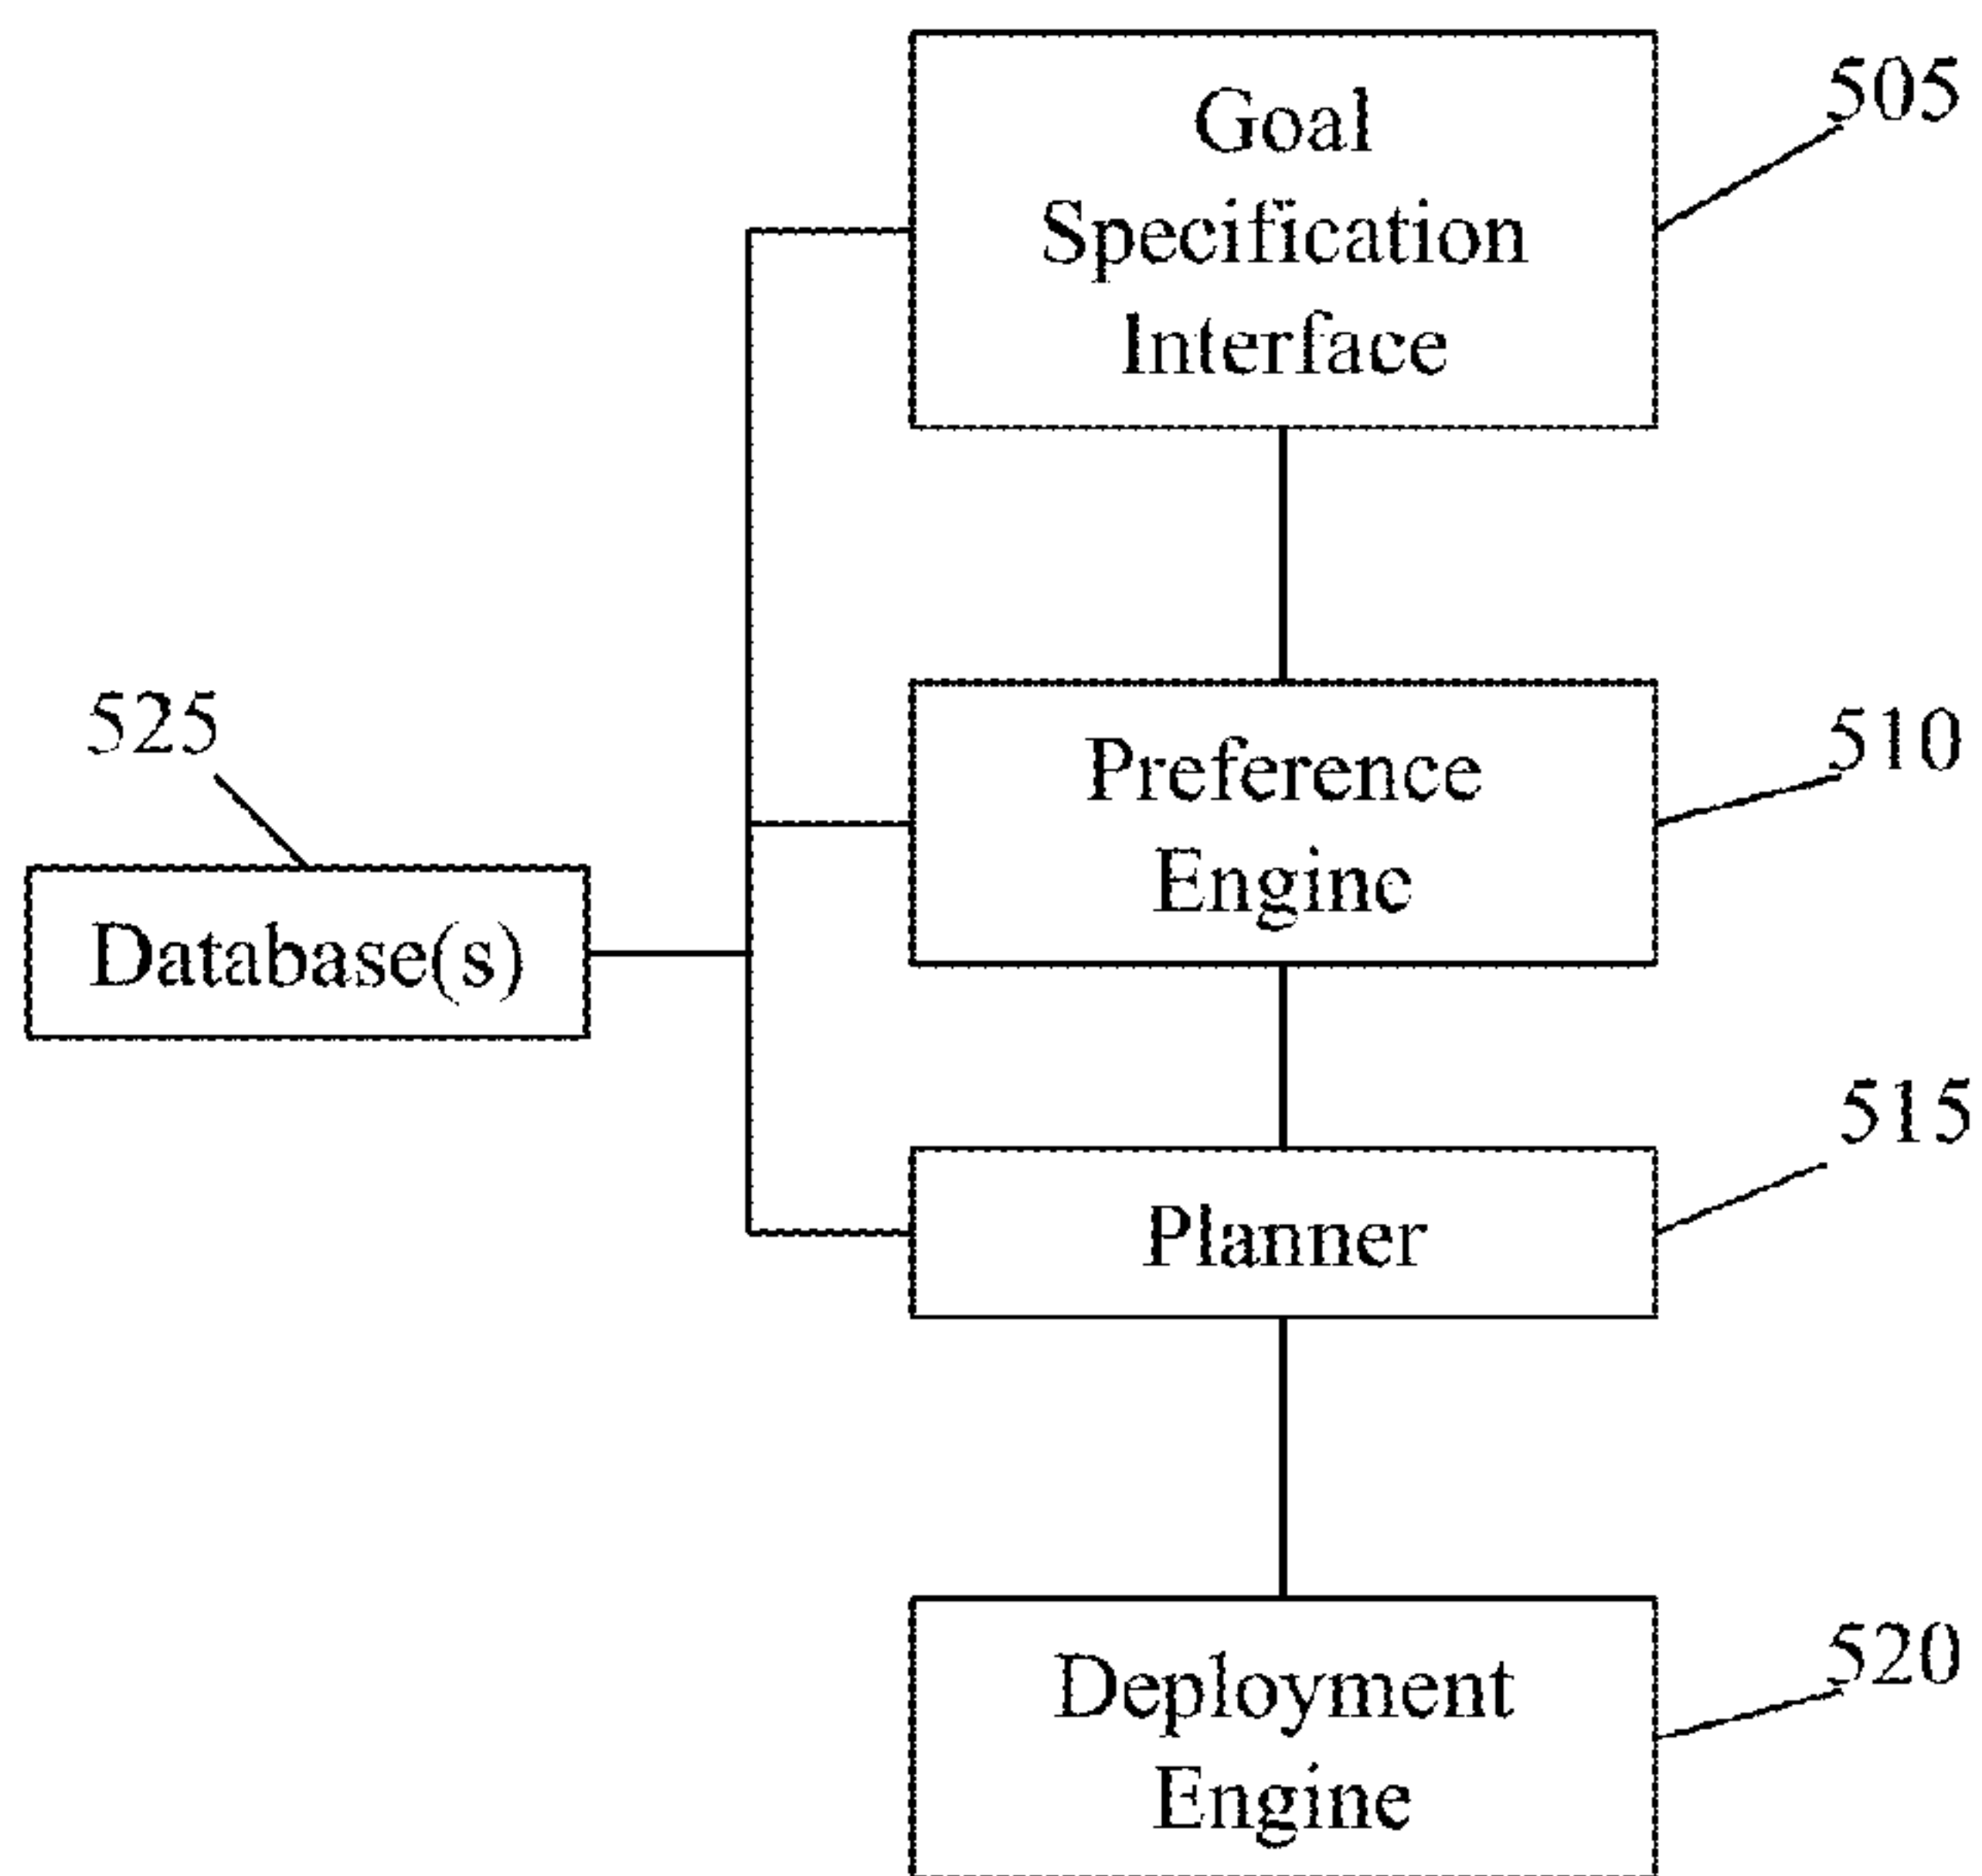 Goal
Specification
Interface
505
525
Preference
Engine
510
Database(s)
Planner
515
Deployment
Engine
520